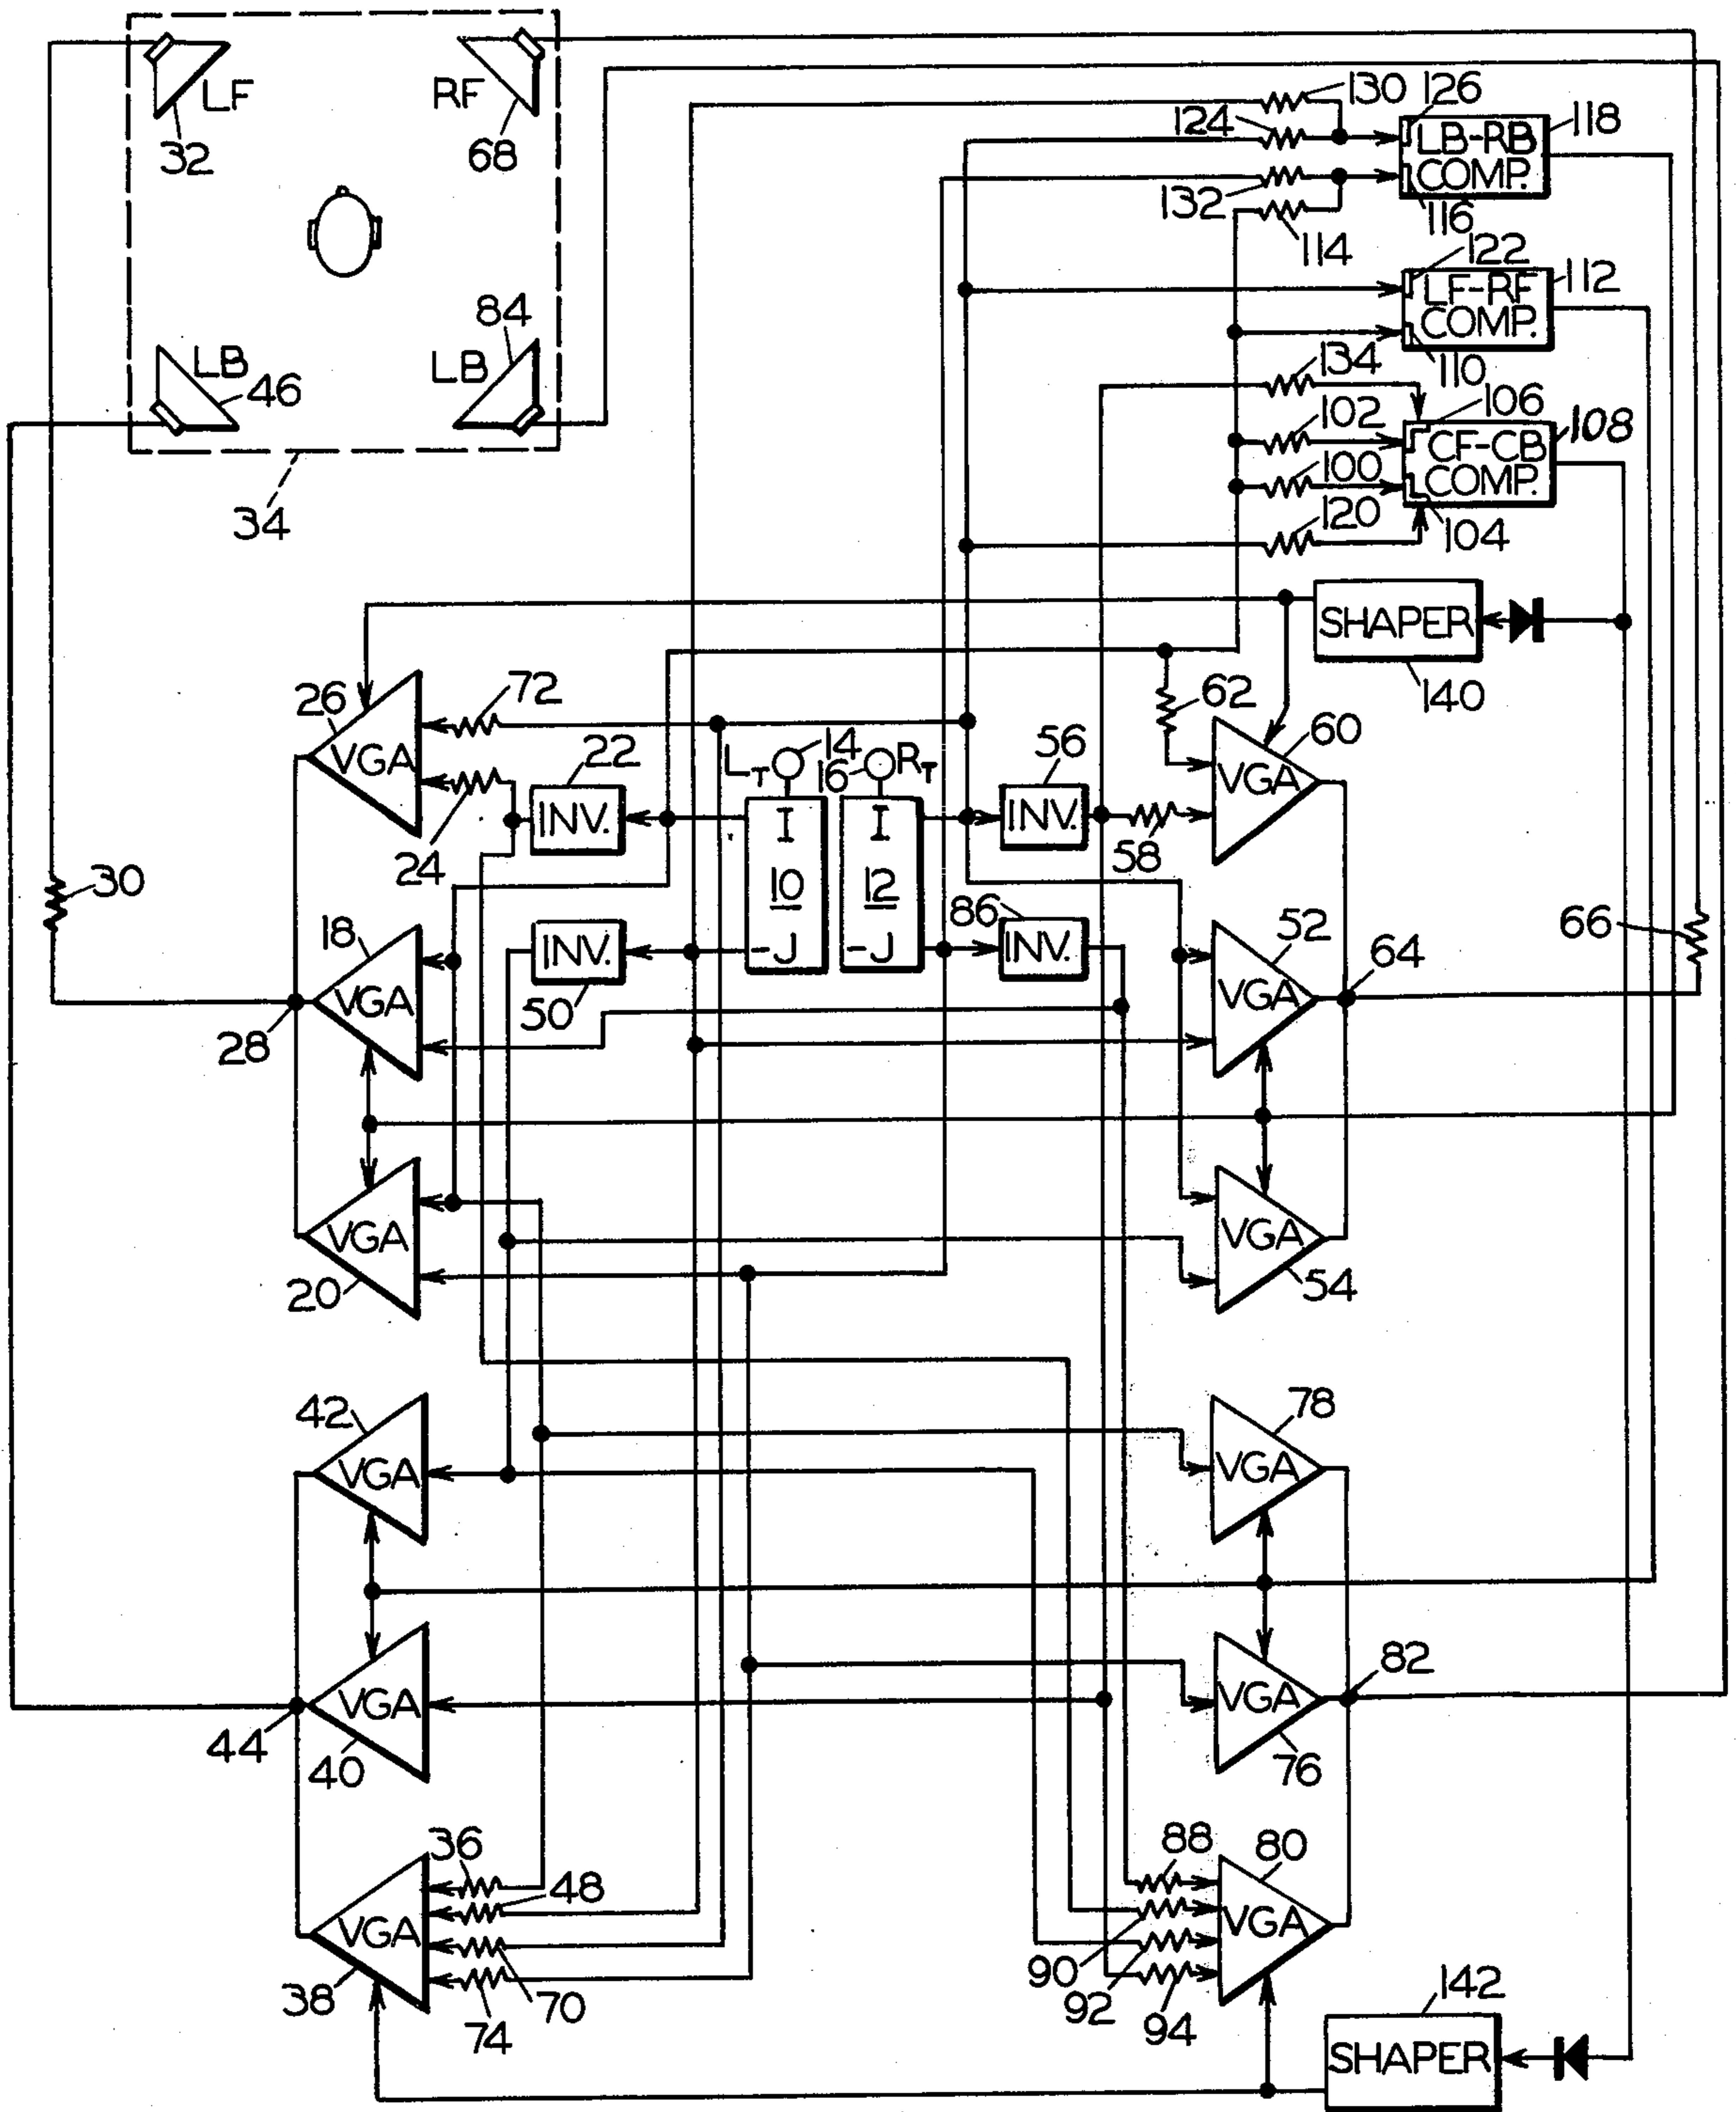 LF
RF
32
68
130
126
124
118
LB-RB
COMP.
132
116
114
122
112
LF-RF
COMP.
110
84
LB
LB
46
134
106
102
108
CF-CB
COMP.
100
120
104
34
SHAPER
140
26
72
62
60
VGA
22
LT
14
16
RT
56
VGA
24
INV.
I
I
INV.
58
30
10
12
86
66
18
INV.
-J
-J
INV.
52
64
VGA
50
VGA
28
VGA
VGA
20
54
42
78
VGA
VGA
82
VGA
VGA
44
40
76
36
88
80
48
VGA
VGA
38
70
90
92
142
74
94
SHAPER